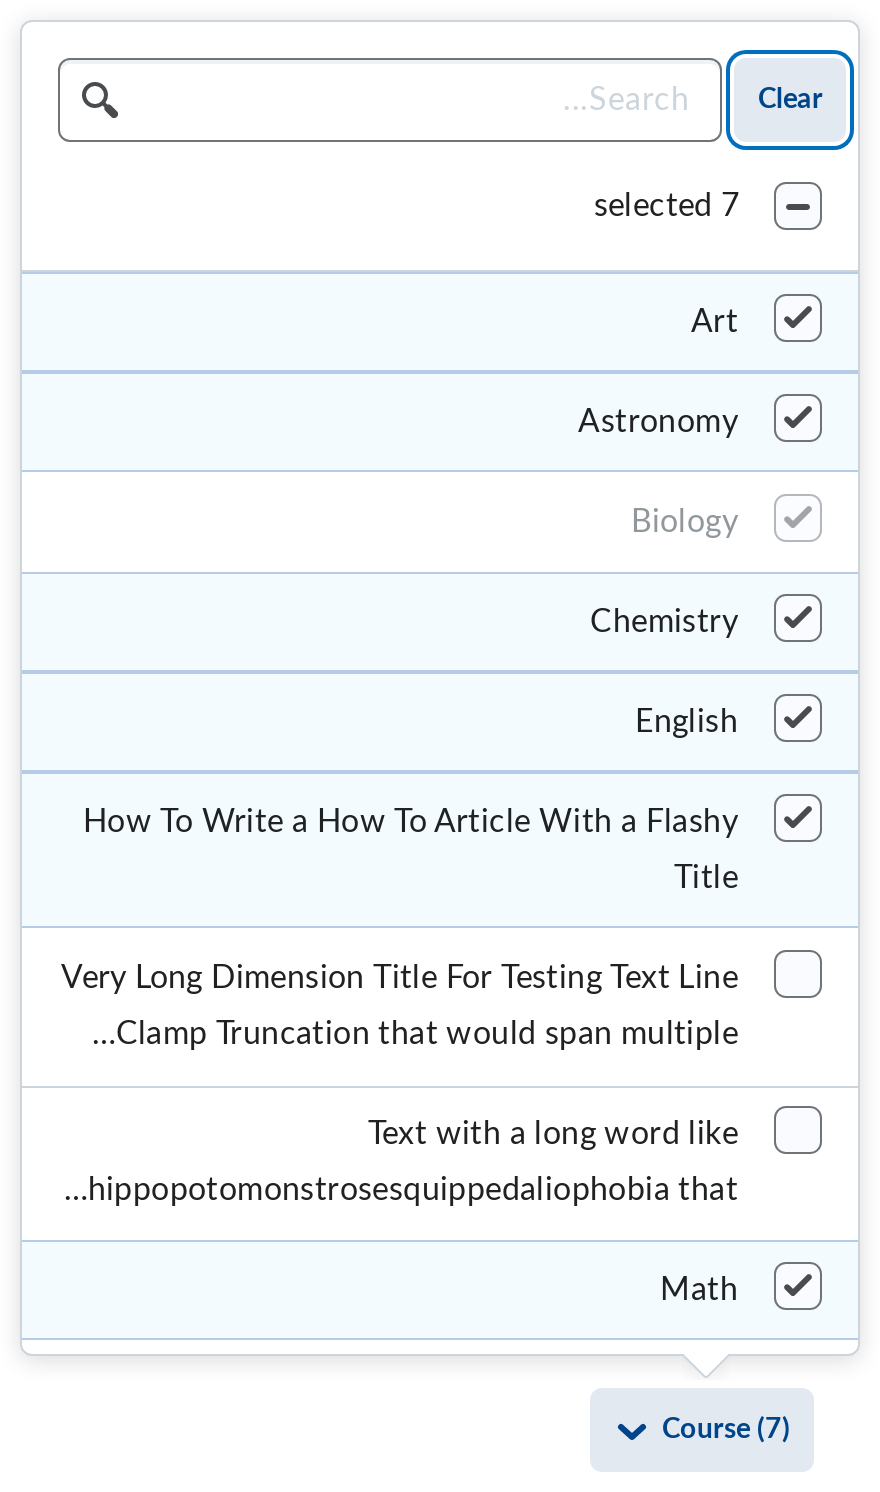 ...Search
Clear
selected 7
Art
Astronomy
Biology
Chemistry
English
How To Write a How To Article With a Flashy
Title
Very Long Dimension Title For Testing Text Line
...Clamp Truncation that would span multiple
Text with a long word like
...hippopotomonstrosesquippedaliophobia that
Math
Course (7)